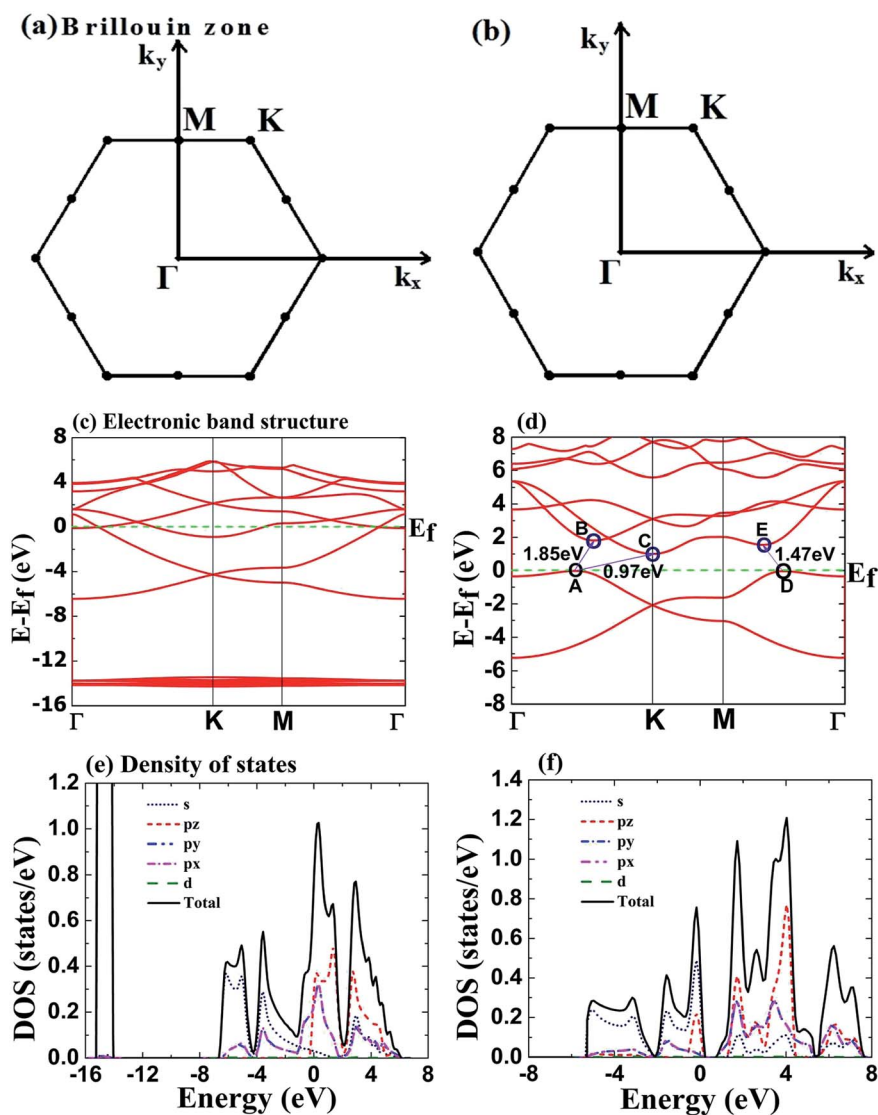 (a) Brillouin zone
ky
M
K
Γ
kx
(b)
ky
M
K
Γ
kx
(c) Electronic band structure
E-Ef (eV)
8
4
0
-4
-8
-12
-16
Ef
Γ
K
M
Γ
(d)
E-Ef (eV)
8
6
4
2
0
-2
-4
-6
-8
B
C
E
1.85eV
0.97eV
1.47eV
A
D
Ef
Γ
K
M
Γ
(e) Density of states
DOS (states/eV)
1.2
1.0
0.8
0.6
0.4
0.2
0.0
s
pz
py
px
d
Total
-16
-12
-8
-4
0
4
8
Energy (eV)
(f)
DOS (states/eV)
1.4
1.2
1.0
0.8
0.6
0.4
0.2
0.0
s
pz
py
px
d
Total
-8
-4
0
4
8
Energy (eV)